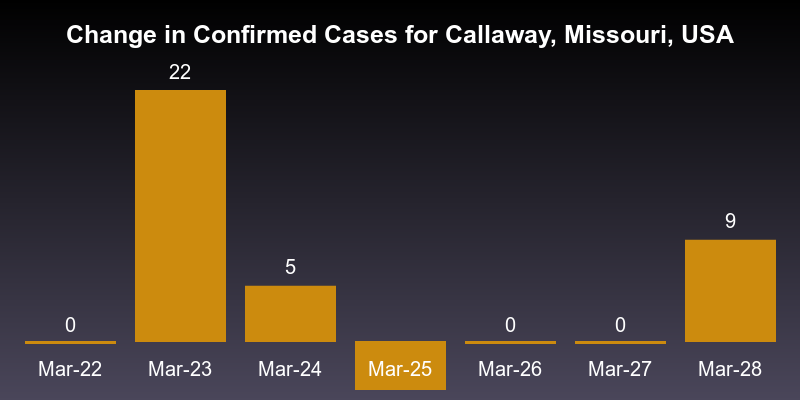 Change in Confirmed Cases for Callaway, Missouri, USA
22
9
5
0
0
0
Mar-22
Mar-23
Mar-24
Mar-25
Mar-26
Mar-27
Mar-28